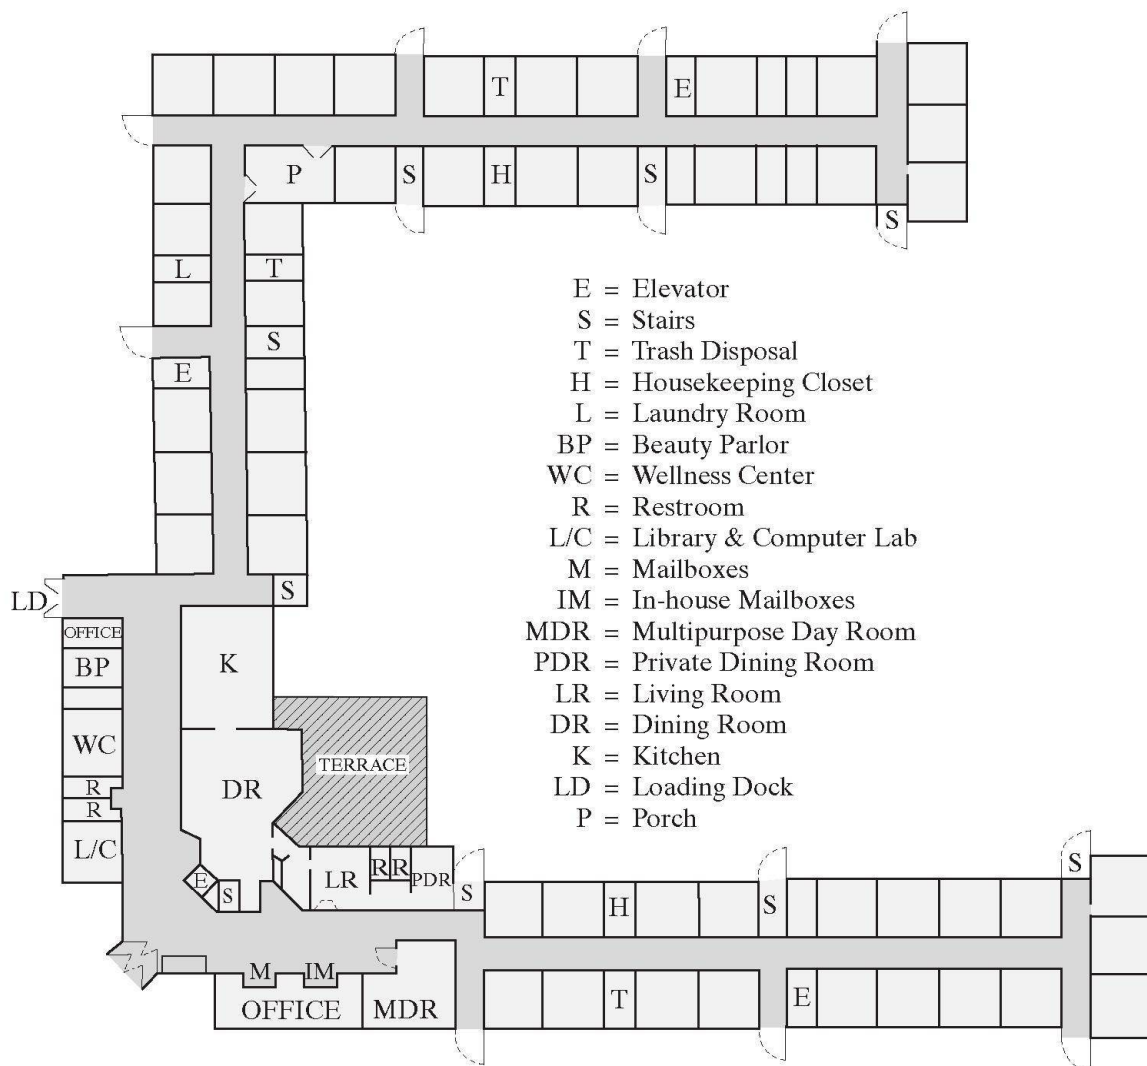 T
E
P
S
H
S
S
L
T
S
E
E = Elevator
S = Stairs
T = Trash Disposal
H = Housekeeping Closet
L = Laundry Room
BP = Beauty Parlor
WC = Wellness Center
R = Restroom
L/C = Library & Computer Lab
M = Mailboxes
IM = In-house Mailboxes
MDR = Multipurpose Day Room
PDR = Private Dining Room
LR = Living Room
DR = Dining Room
K = Kitchen
LD = Loading Dock
P = Porch
LD
S
OFFICE
BP
K
WC
TERRACE
R
DR
R
L/C
E
S
LR
R
R
PDR
S
H
S
S
M
IM
OFFICE
MDR
T
E